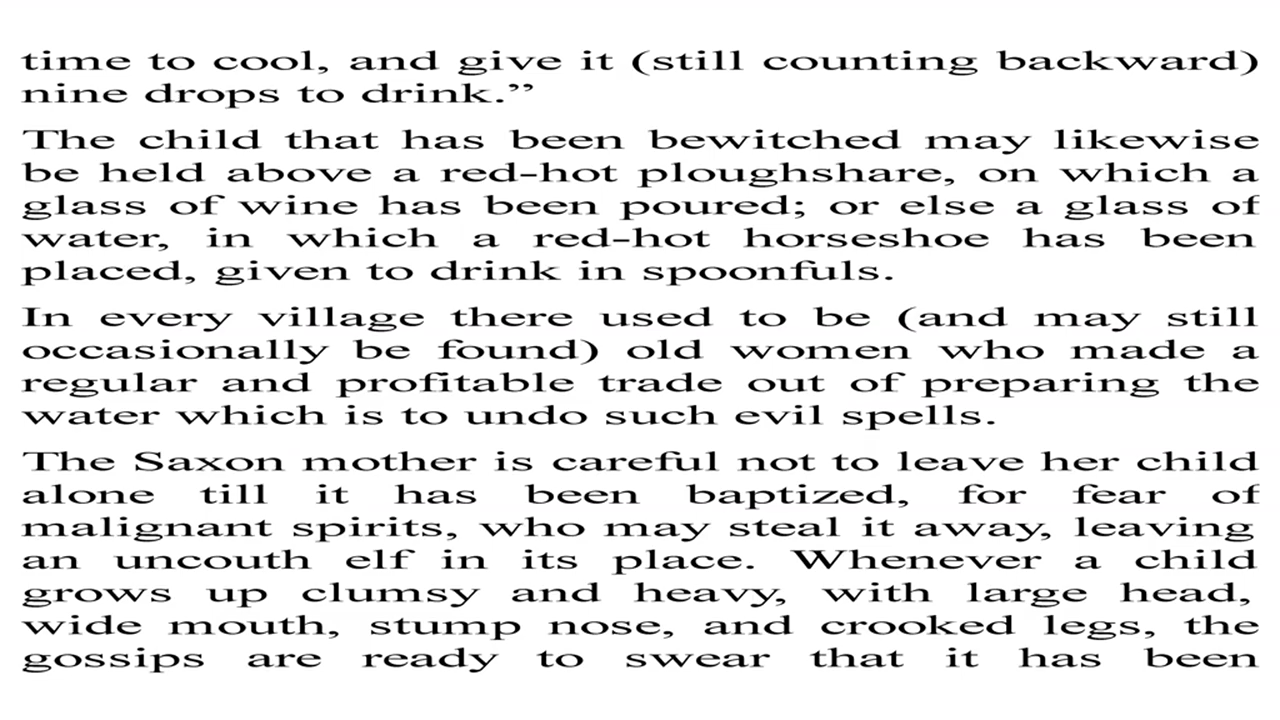 time to cool, and give it (still counting backward)
nine drops to drink.”
The child that has been bewitched may likewise
be held above a red-hot ploughshare, on which a
glass of wine has been poured; or else a glass of
water, in which a red-hot horseshoe has been
placed, given to drink in spoonfuls.
In every village there used to be (and may still
occasionally be found) old women who made a
regular and profitable trade out of preparing the
water which is to undo such evil spells.
The Saxon mother is careful not to leave her child
alone till it has been baptized, for fear of
malignant spirits, who may steal it away, leaving
an uncouth elf in its place. Whenever a child
grows up clumsy and heavy, with large head,
wide mouth, stump nose, and crooked legs, the
gossips are ready to swear that it has been